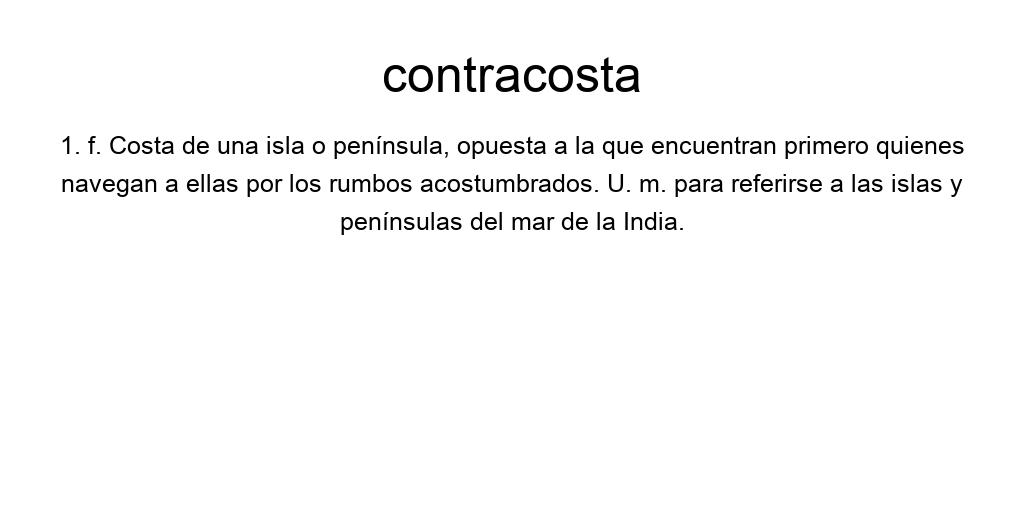 contracosta
1. f. Costa de una isla o península, opuesta a la que encuentran primero quienes
navegan a ellas por los rumbos acostumbrados. U. m. para referirse a las islas y
penínsulas del mar de la India.